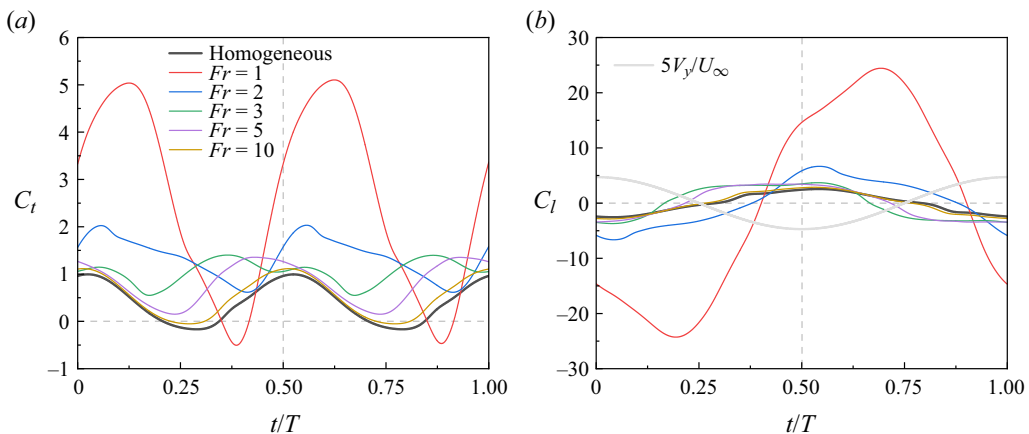 (a)
6
5
4
3
2
1
0
–1
C_t
Homogeneous
Fr = 1
Fr = 2
Fr = 3
Fr = 5
Fr = 10
0
0.25
0.50
0.75
1.00
t/T
(b)
30
20
10
0
–10
–20
–30
C_l
5V_y/U_∞
0
0.25
0.50
0.75
1.00
t/T